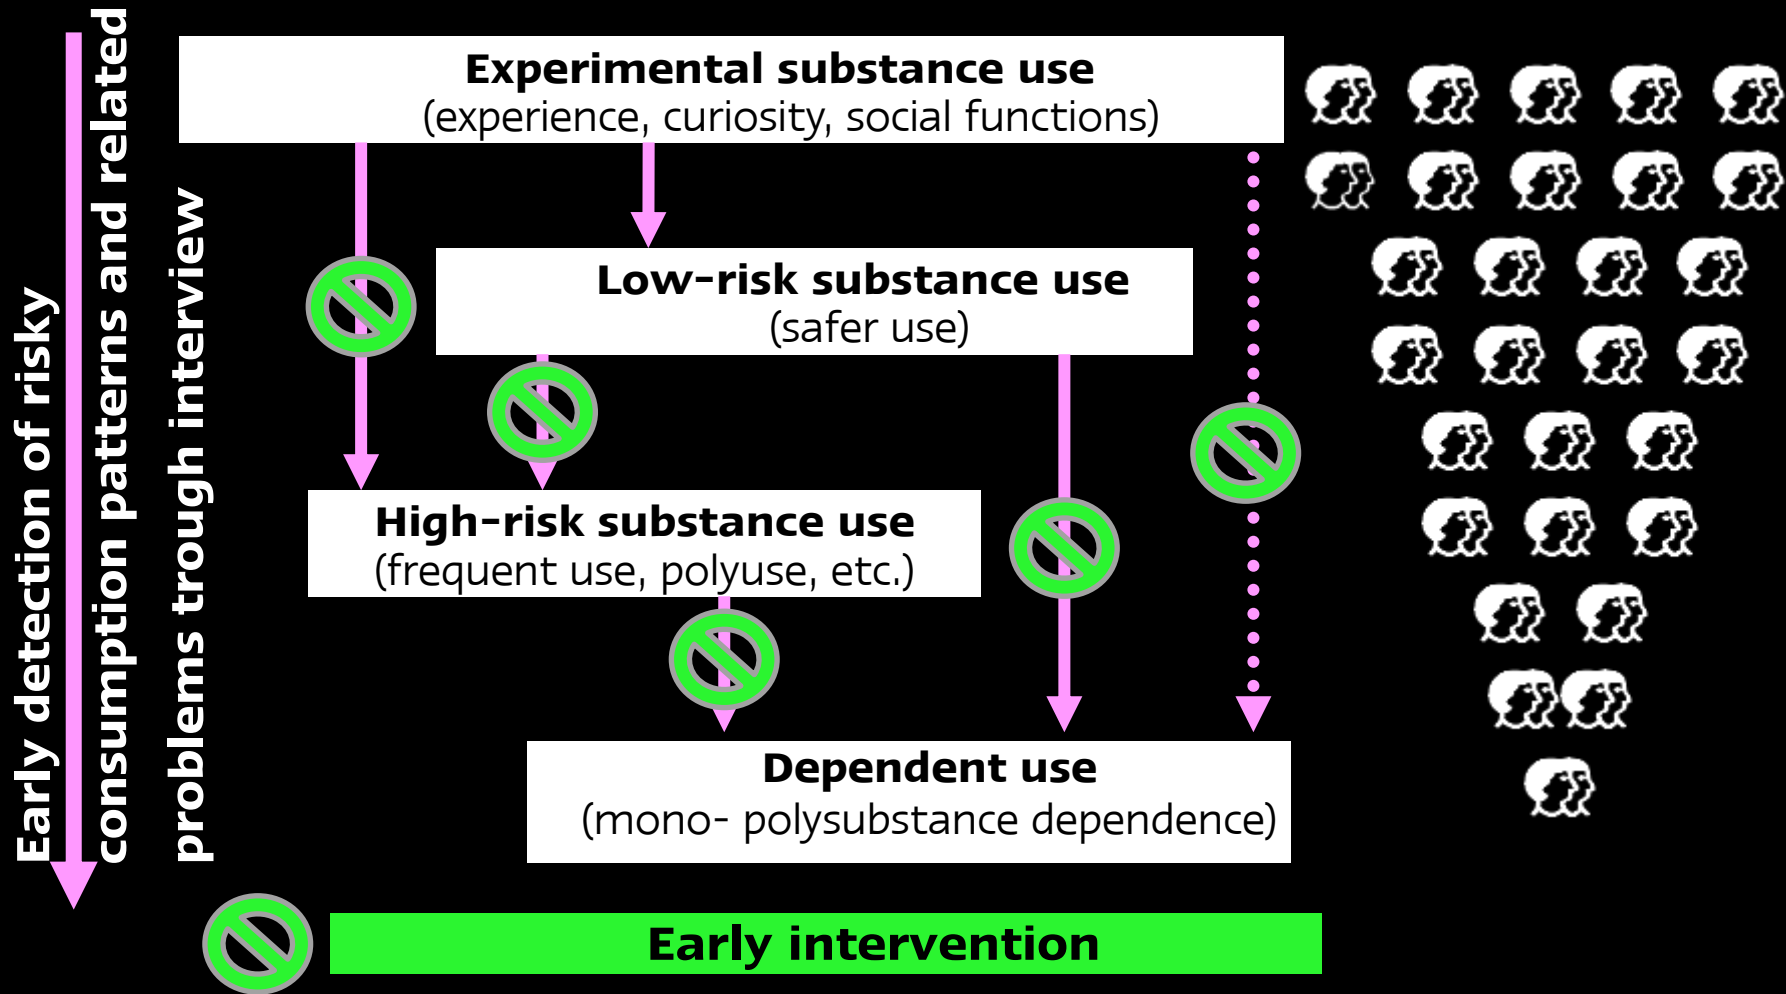 Early detection of risky
consumption patterns and related
problems trough interview
Experimental substance use
(experience, curiosity, social functions)
Low-risk substance use
(safer use)
High-risk substance use
(frequent use, polyuse, etc.)
Dependent use
(mono- polysubstance dependence)
Early intervention